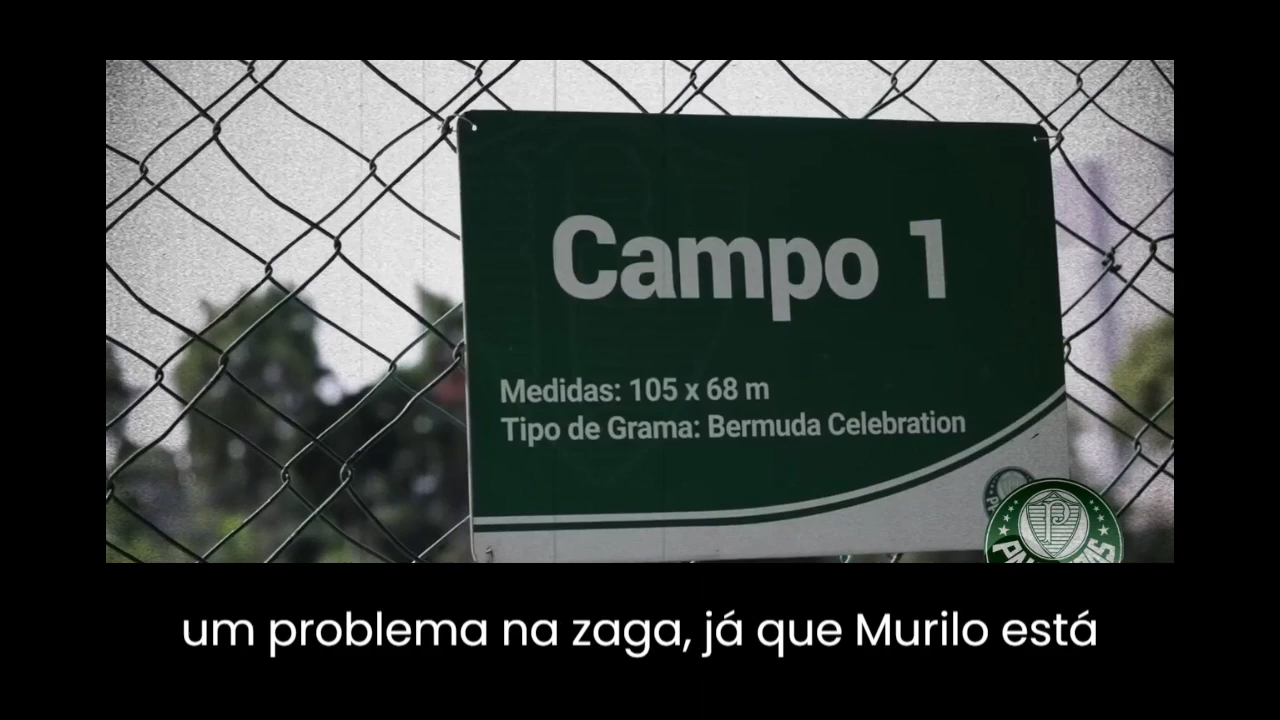 Campo 1
Medidas: 105 x 68 m
Tipo de Grama: Bermuda Celebration
um problema na zaga, já que Murilo está